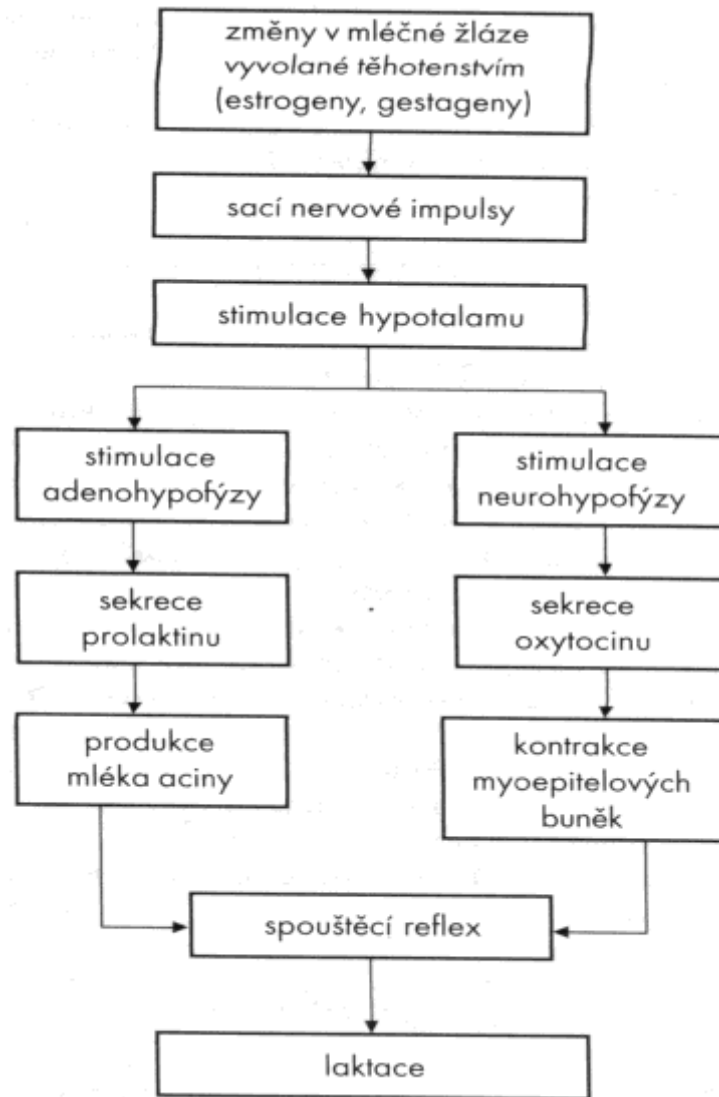 změny v mléčné žláze
vyvolané těhotenstvím
(estrogeny, gestageny)
sací nervové impulsy
stimulace hypotalamu
stimulace
adenohypofýzy
stimulace
neurohypofýzy
sekrece
prolaktinu
sekrece
oxytocinu
produkce
mléka aciny
kontrakce
myoepitelových
buněk
spouštěcí reflex
laktace